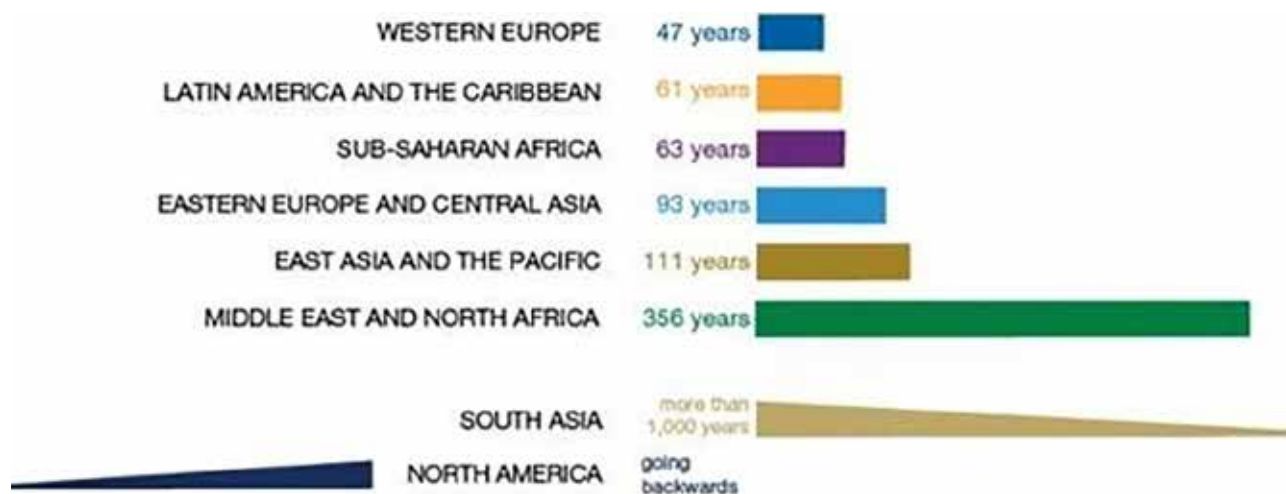 WESTERN EUROPE 47 years
LATIN AMERICA AND THE CARIBBEAN 61 years
SUB-SAHARAN AFRICA 63 years
EASTERN EUROPE AND CENTRAL ASIA 93 years
EAST ASIA AND THE PACIFIC 111 years
MIDDLE EAST AND NORTH AFRICA 356 years
SOUTH ASIA more than
1,000 years
NORTH AMERICA going
backwards